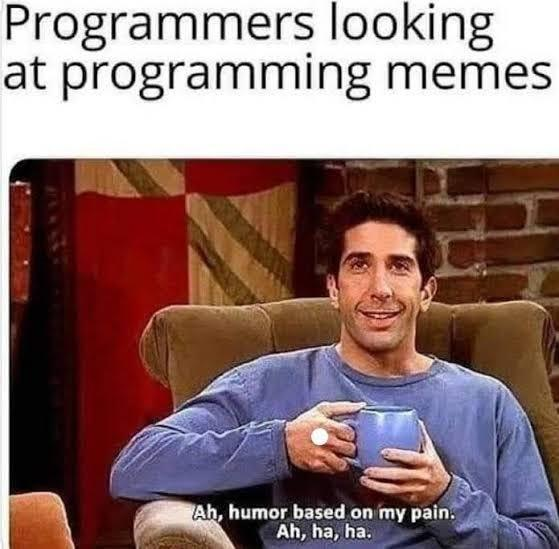 Programmers looking
at programming memes
Ah, humor based on my pain.
Ah, ha, ha.